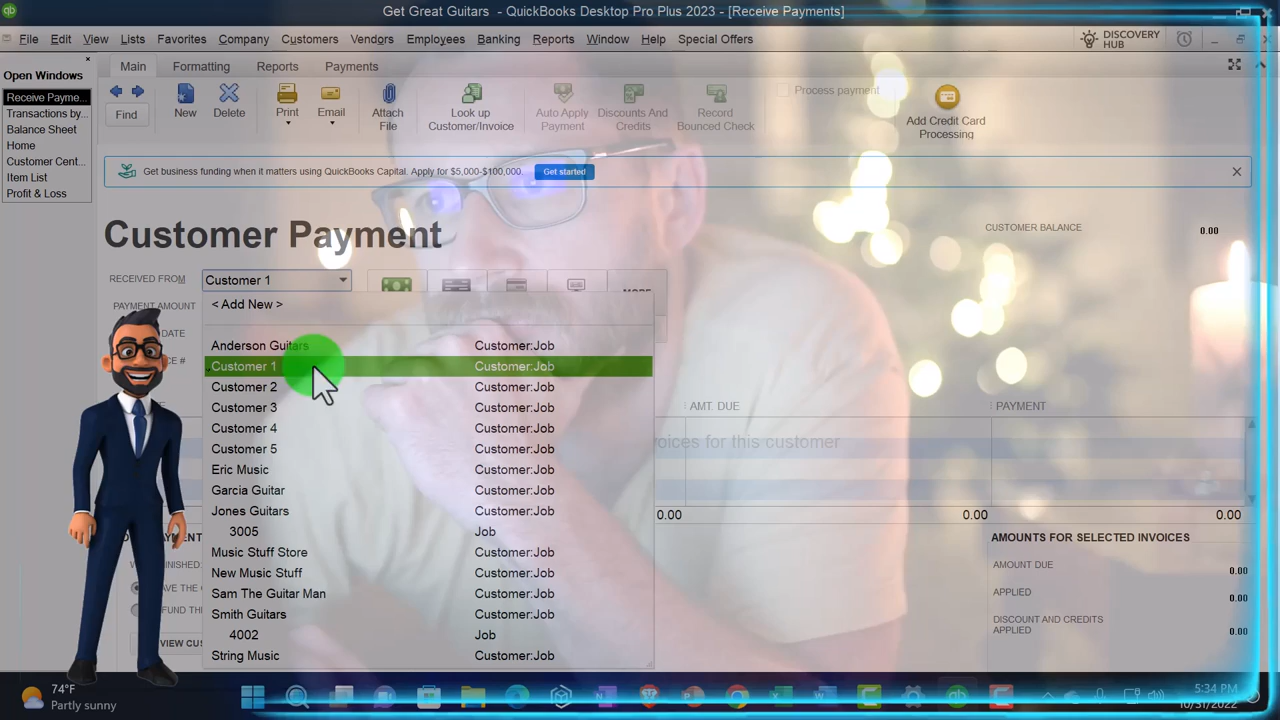 Get Great Guitars - QuickBooks Desktop Pro Plus 2023 - [Receive Payments]
File Edit View Lists Favorites Company Customers Vendors Employees Banking Reports Window Help Special Offers
DISCOVERY
HUB
Open Windows
Receive Payme...
Transactions by...
Balance Sheet
Home
Customer Cent...
Item List
Profit & Loss
Main Formatting Reports Payments
Find
New
Delete
Print
Email
Attach
File
Look up
Customer/Invoice
Auto Apply
Payment
Discounts And
Credits
Record
Bounced Check
Process payment
Add Credit Card
Processing
Get business funding when it matters using QuickBooks Capital. Apply for $5,000-$100,000. Get started
Customer Payment
CUSTOMER BALANCE 0.00
RECEIVED FROM Customer 1
PAYMENT AMOUNT
DATE
#
< Add New >
Anderson Guitars Customer:Job
Customer 1 Customer:Job
Customer 2 Customer:Job
Customer 3 Customer:Job
Customer 4 Customer:Job
Customer 5 Customer:Job
Eric Music Customer:Job
Garcia Guitar Customer:Job
Jones Guitars Customer:Job
3005 Job
Music Stuff Store Customer:Job
New Music Stuff Customer:Job
Sam The Guitar Man Customer:Job
Smith Guitars Customer:Job
4002 Job
String Music Customer:Job
AMT. DUE PAYMENT
for this customer
0.00 0.00 0.00
AMOUNTS FOR SELECTED INVOICES
AMOUNT DUE 0.00
APPLIED 0.00
DISCOUNT AND CREDITS
APPLIED 0.00
74°F
Partly sunny
5:34 PM
10/31/2022